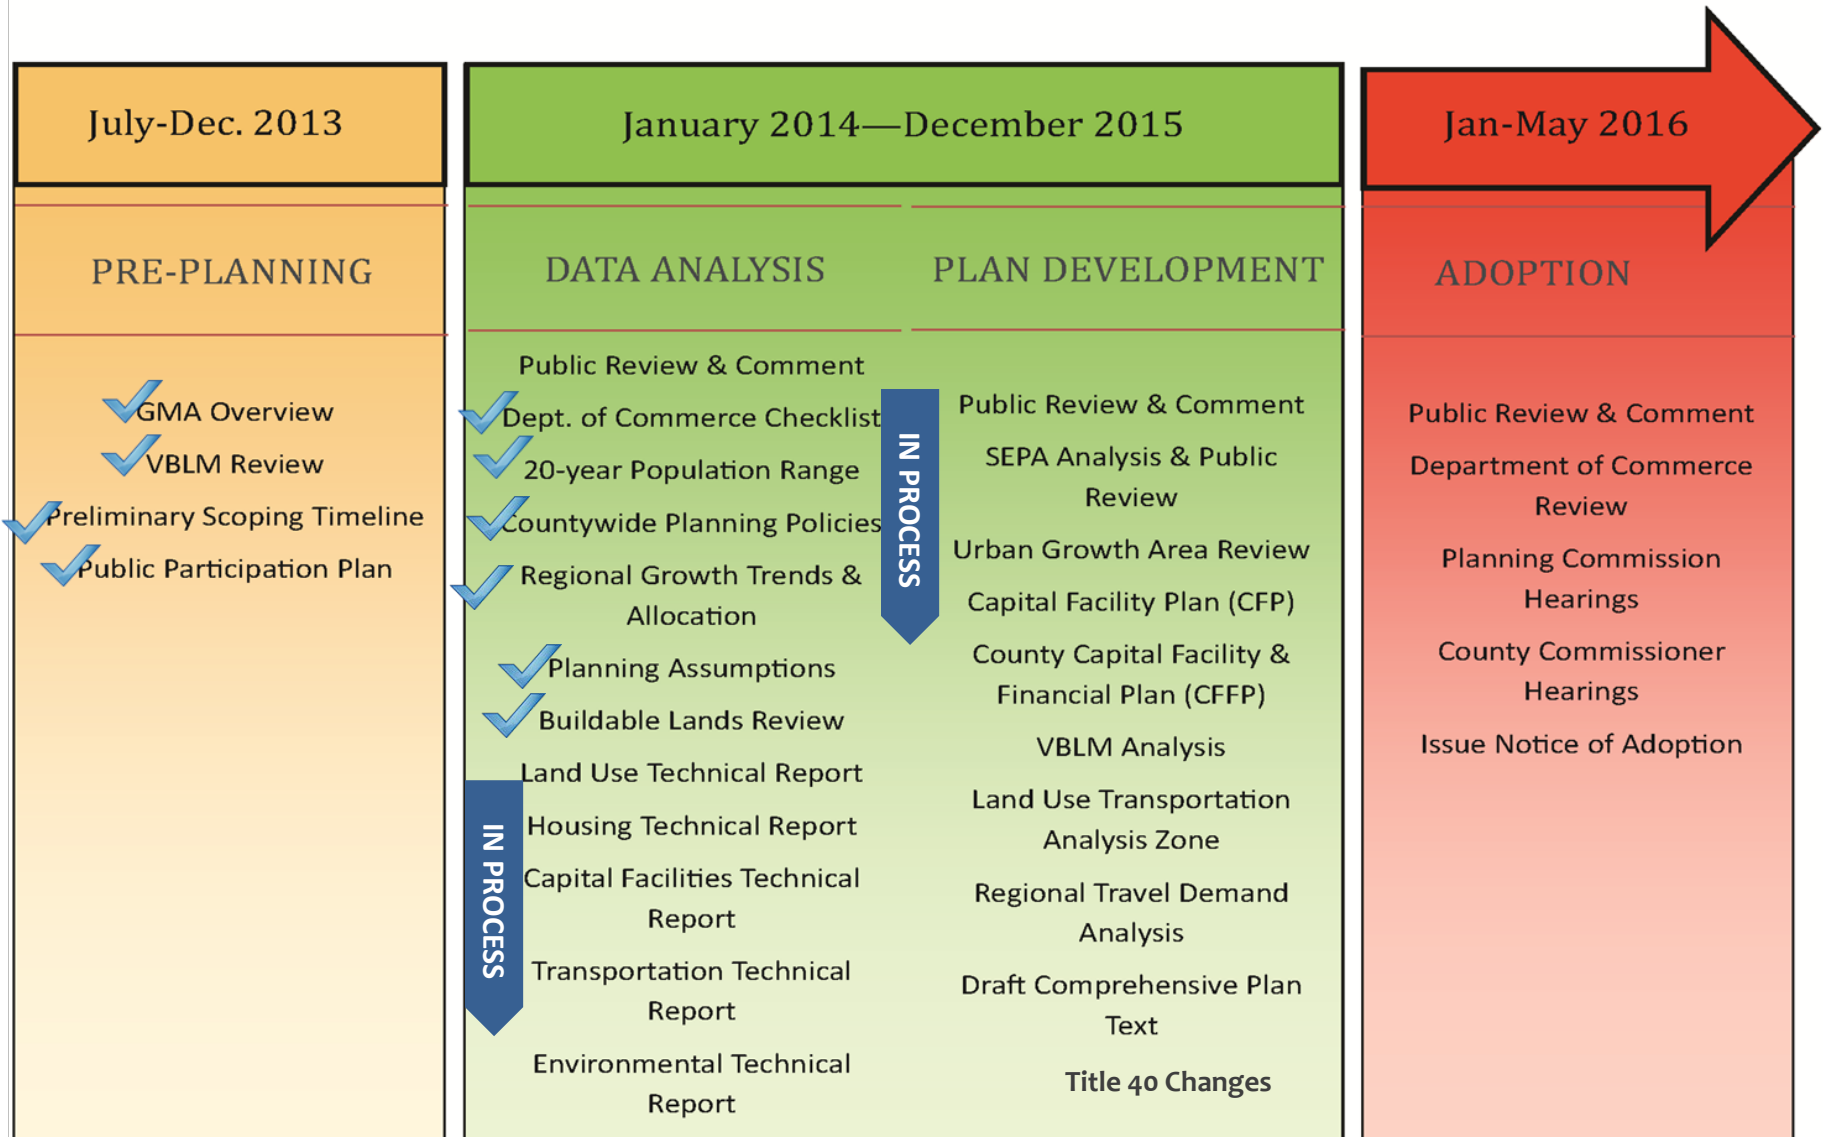 July-Dec. 2013
January 2014—December 2015
Jan-May 2016
PRE-PLANNING
GMA Overview
VBLM Review
Preliminary Scoping Timeline
Public Participation Plan
DATA ANALYSIS
Public Review & Comment
Dept. of Commerce Checklist
20-year Population Range
Countywide Planning Policies
Regional Growth Trends &
Allocation
Planning Assumptions
Buildable Lands Review
Land Use Technical Report
Housing Technical Report
Capital Facilities Technical
Report
Transportation Technical
Report
Environmental Technical
Report
IN PROCESS
PLAN DEVELOPMENT
IN PROCESS
Public Review & Comment
SEPA Analysis & Public
Review
Urban Growth Area Review
Capital Facility Plan (CFP)
County Capital Facility &
Financial Plan (CFFP)
VBLM Analysis
Land Use Transportation
Analysis Zone
Regional Travel Demand
Analysis
Draft Comprehensive Plan
Text
Title 40 Changes
ADOPTION
Public Review & Comment
Department of Commerce
Review
Planning Commission
Hearings
County Commissioner
Hearings
Issue Notice of Adoption